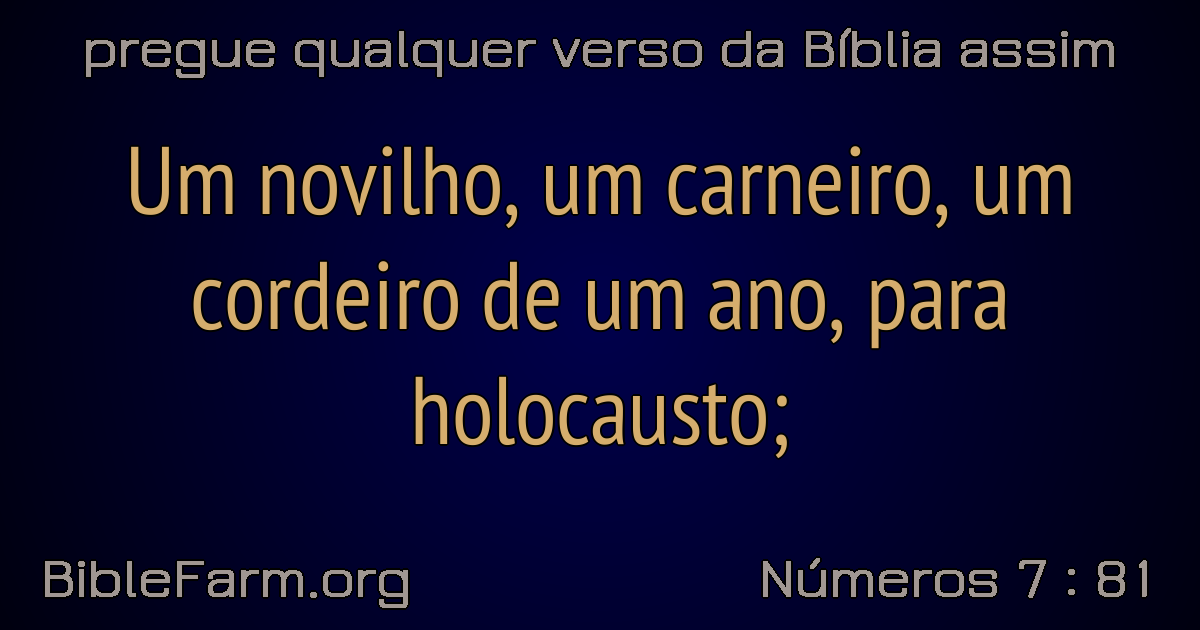 pregue qualquer verso da Bíblia assim
Um novilho, um carneiro, um
cordeiro de um ano, para
holocausto;
BibleFarm.org
Números 7 : 81